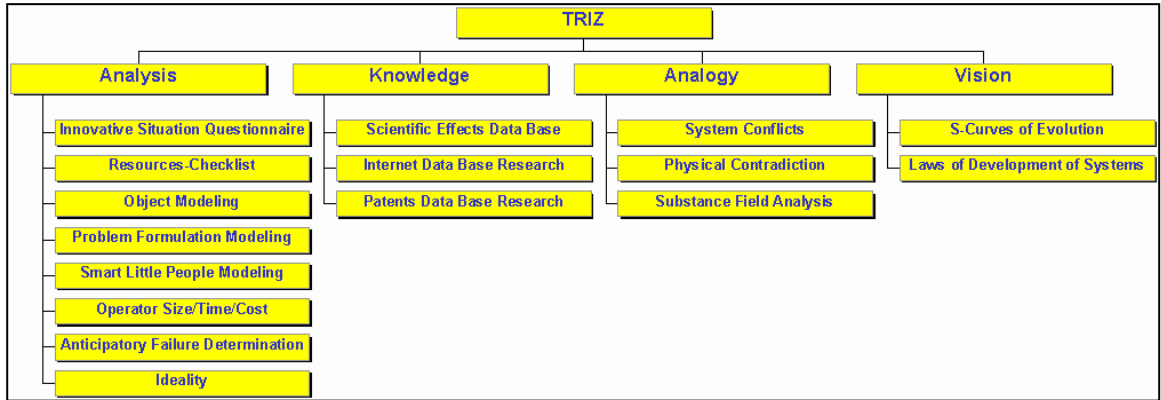 TRIZ
Analysis
Innovative Situation Questionnaire
Resources-Checklist
Object Modeling
Problem Formulation Modeling
Smart Little People Modeling
Operator Size/Time/Cost
Anticipatory Failure Determination
Ideality
Knowledge
Scientific Effects Data Base
Internet Data Base Research
Patents Data Base Research
Analogy
System Conflicts
Physical Contradiction
Substance Field Analysis
Vision
S-Curves of Evolution
Laws of Development of Systems